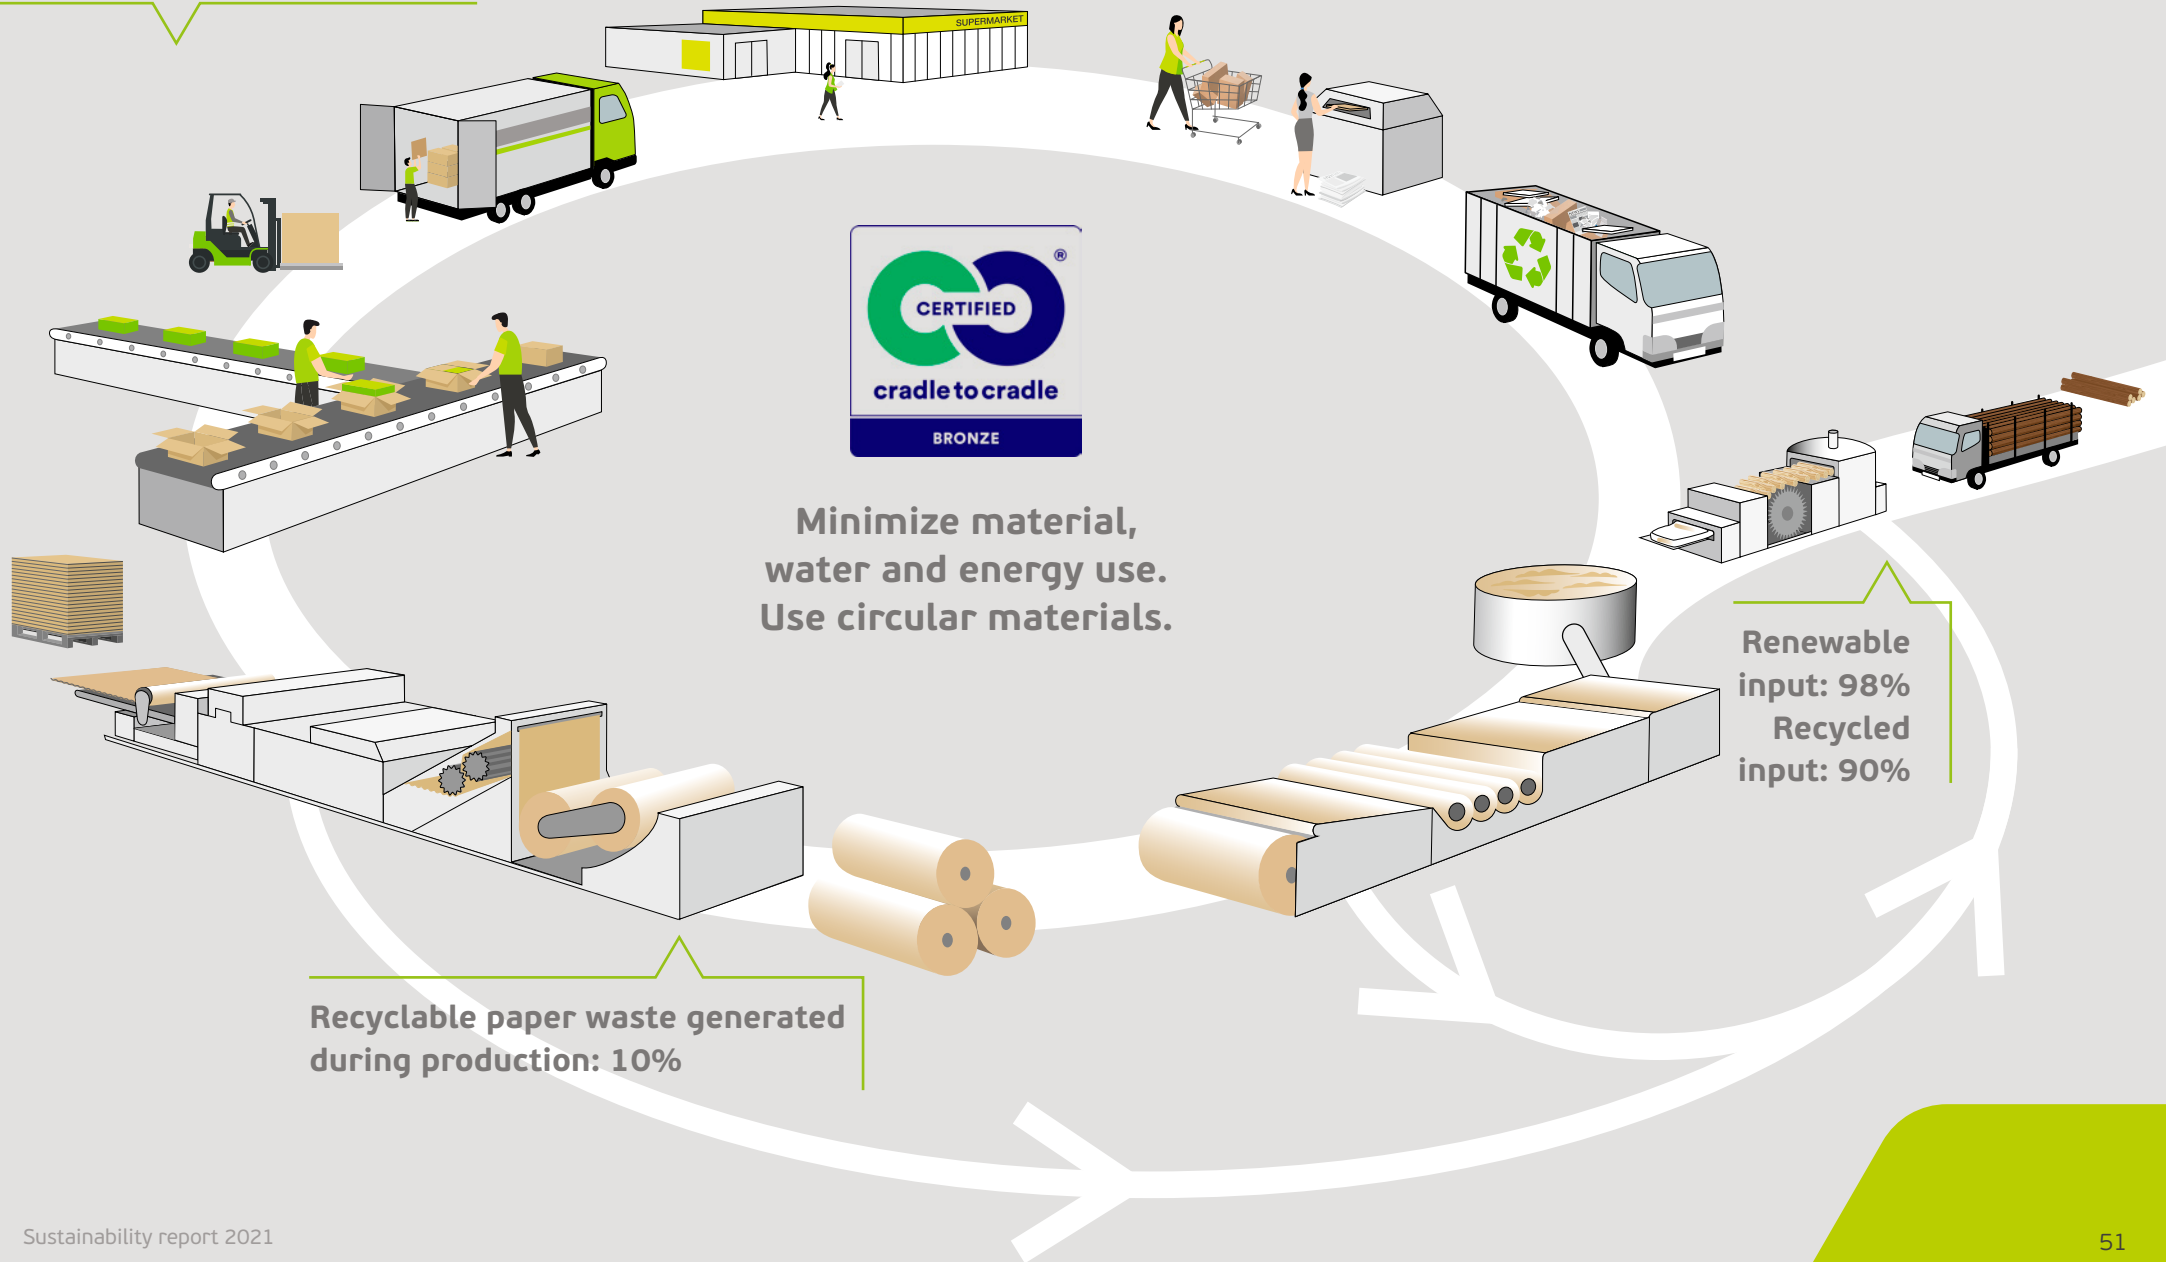 SUPERMARKET
®
CERTIFIED
cradle to cradle
BRONZE
Minimize material,
water and energy use.
Use circular materials.
Renewable
input: 98%
Recycled
input: 90%
Recyclable paper waste generated
during production: 10%
Sustainability report 2021
51